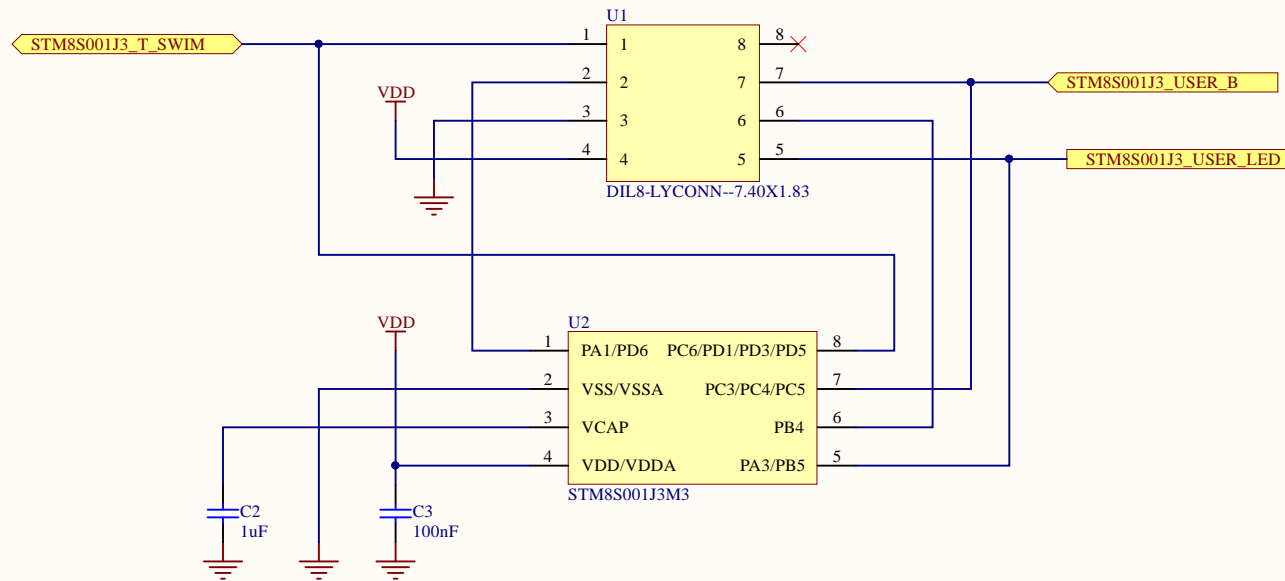 U1
STM8S001J3_T_SWIM
1 1 8 8
2 2 7 7
STM8S001J3_USER_B
VDD
3 3 6 6
4 4 5 5
STM8S001J3_USER_LED
DIL8-LYCONN--7.40X1.83
VDD
U2
1 PA1/PD6 PC6/PD1/PD3/PD5 8
2 VSS/VSSA PC3/PC4/PC5 7
3 VCAP PB4 6
4 VDD/VDDA PA3/PB5 5
STM8S001J3M3
C2
1uF
C3
100nF